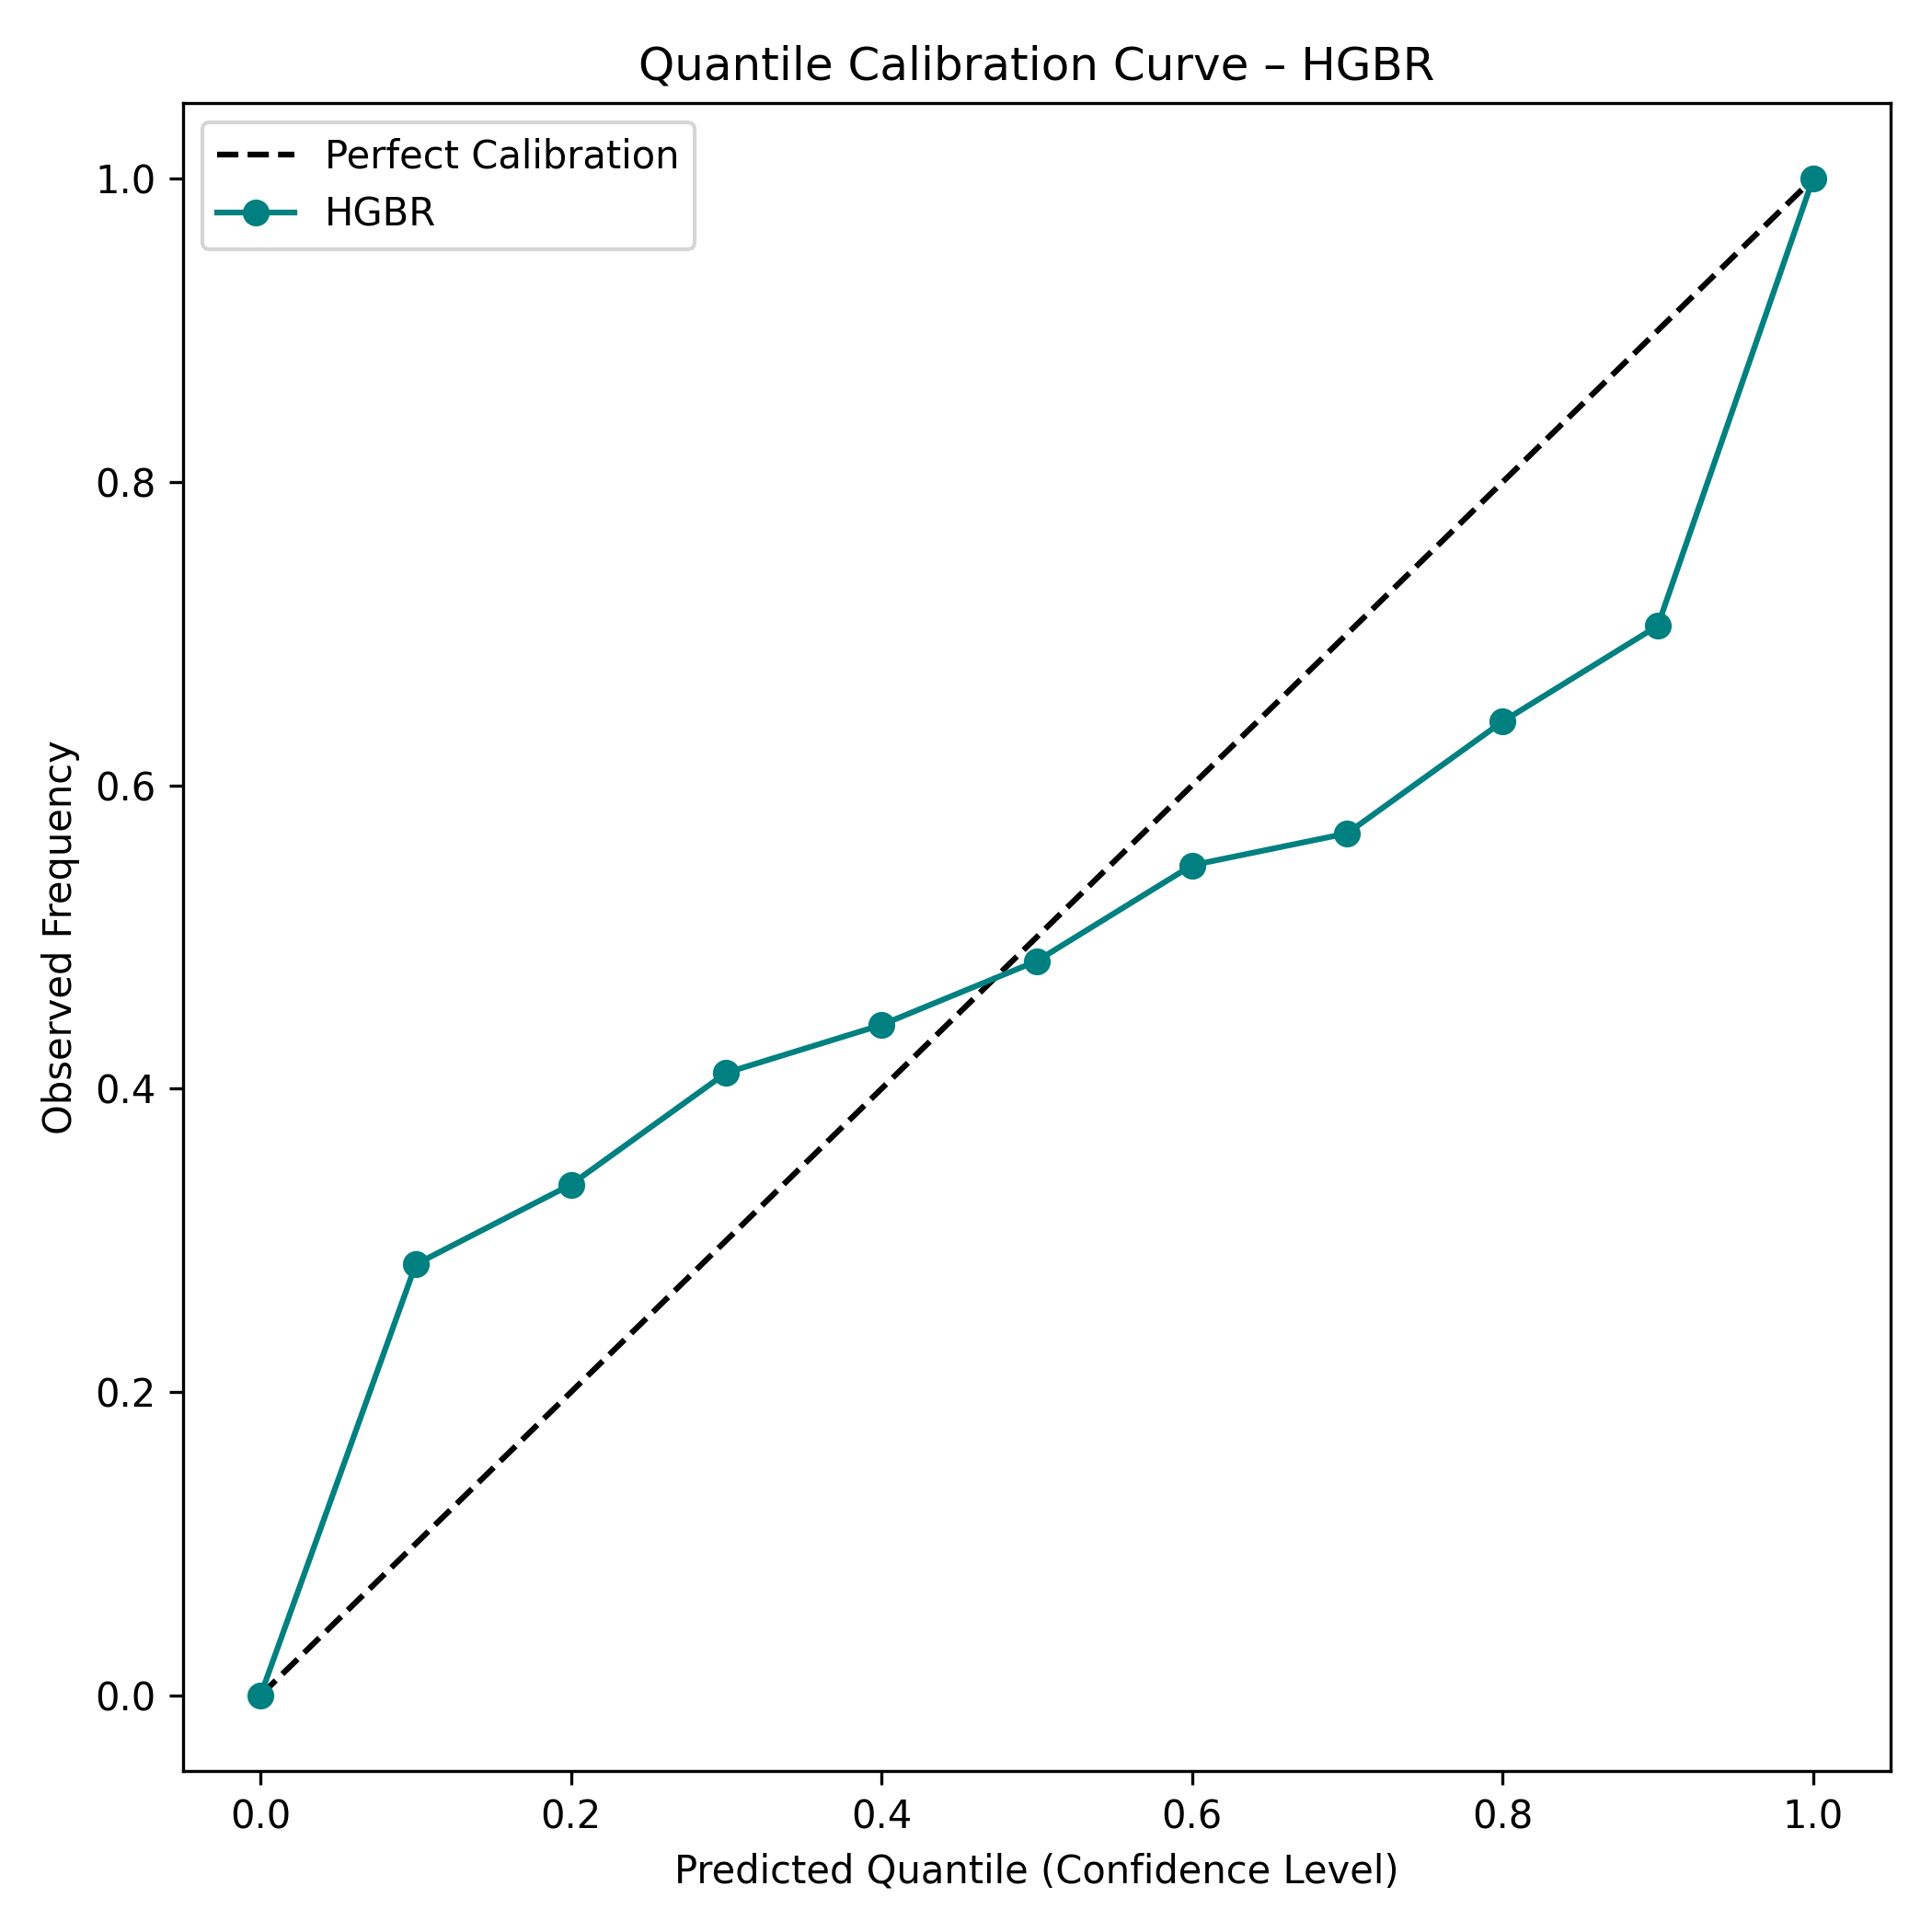 Quantile Calibration Curve – HGBR
Perfect Calibration
HGBR
1.0
0.8
0.6
0.4
0.2
0.0
Observed Frequency
0.0 0.2 0.4 0.6 0.8 1.0
Predicted Quantile (Confidence Level)